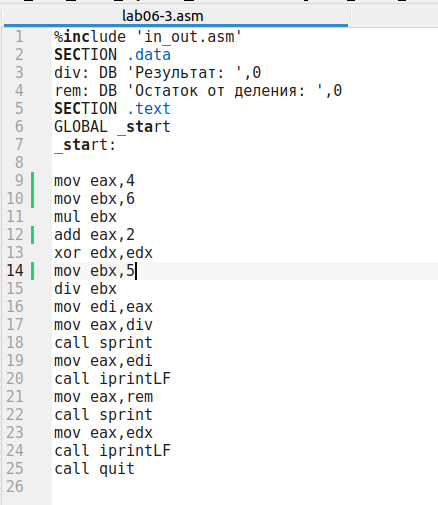 lab06-3.asm
1 %include 'in_out.asm'
2 SECTION .data
3 div: DB 'Результат: ',0
4 rem: DB 'Остаток от деления: ',0
5 SECTION .text
6 GLOBAL _start
7 _start:
8
9 mov eax,4
10 mov ebx,6
11 mul ebx
12 add eax,2
13 xor edx,edx
14 mov ebx,5
15 div ebx
16 mov edi,eax
17 mov eax,div
18 call sprint
19 mov eax,edi
20 call iprintLF
21 mov eax,rem
22 call sprint
23 mov eax,edx
24 call iprintLF
25 call quit
26